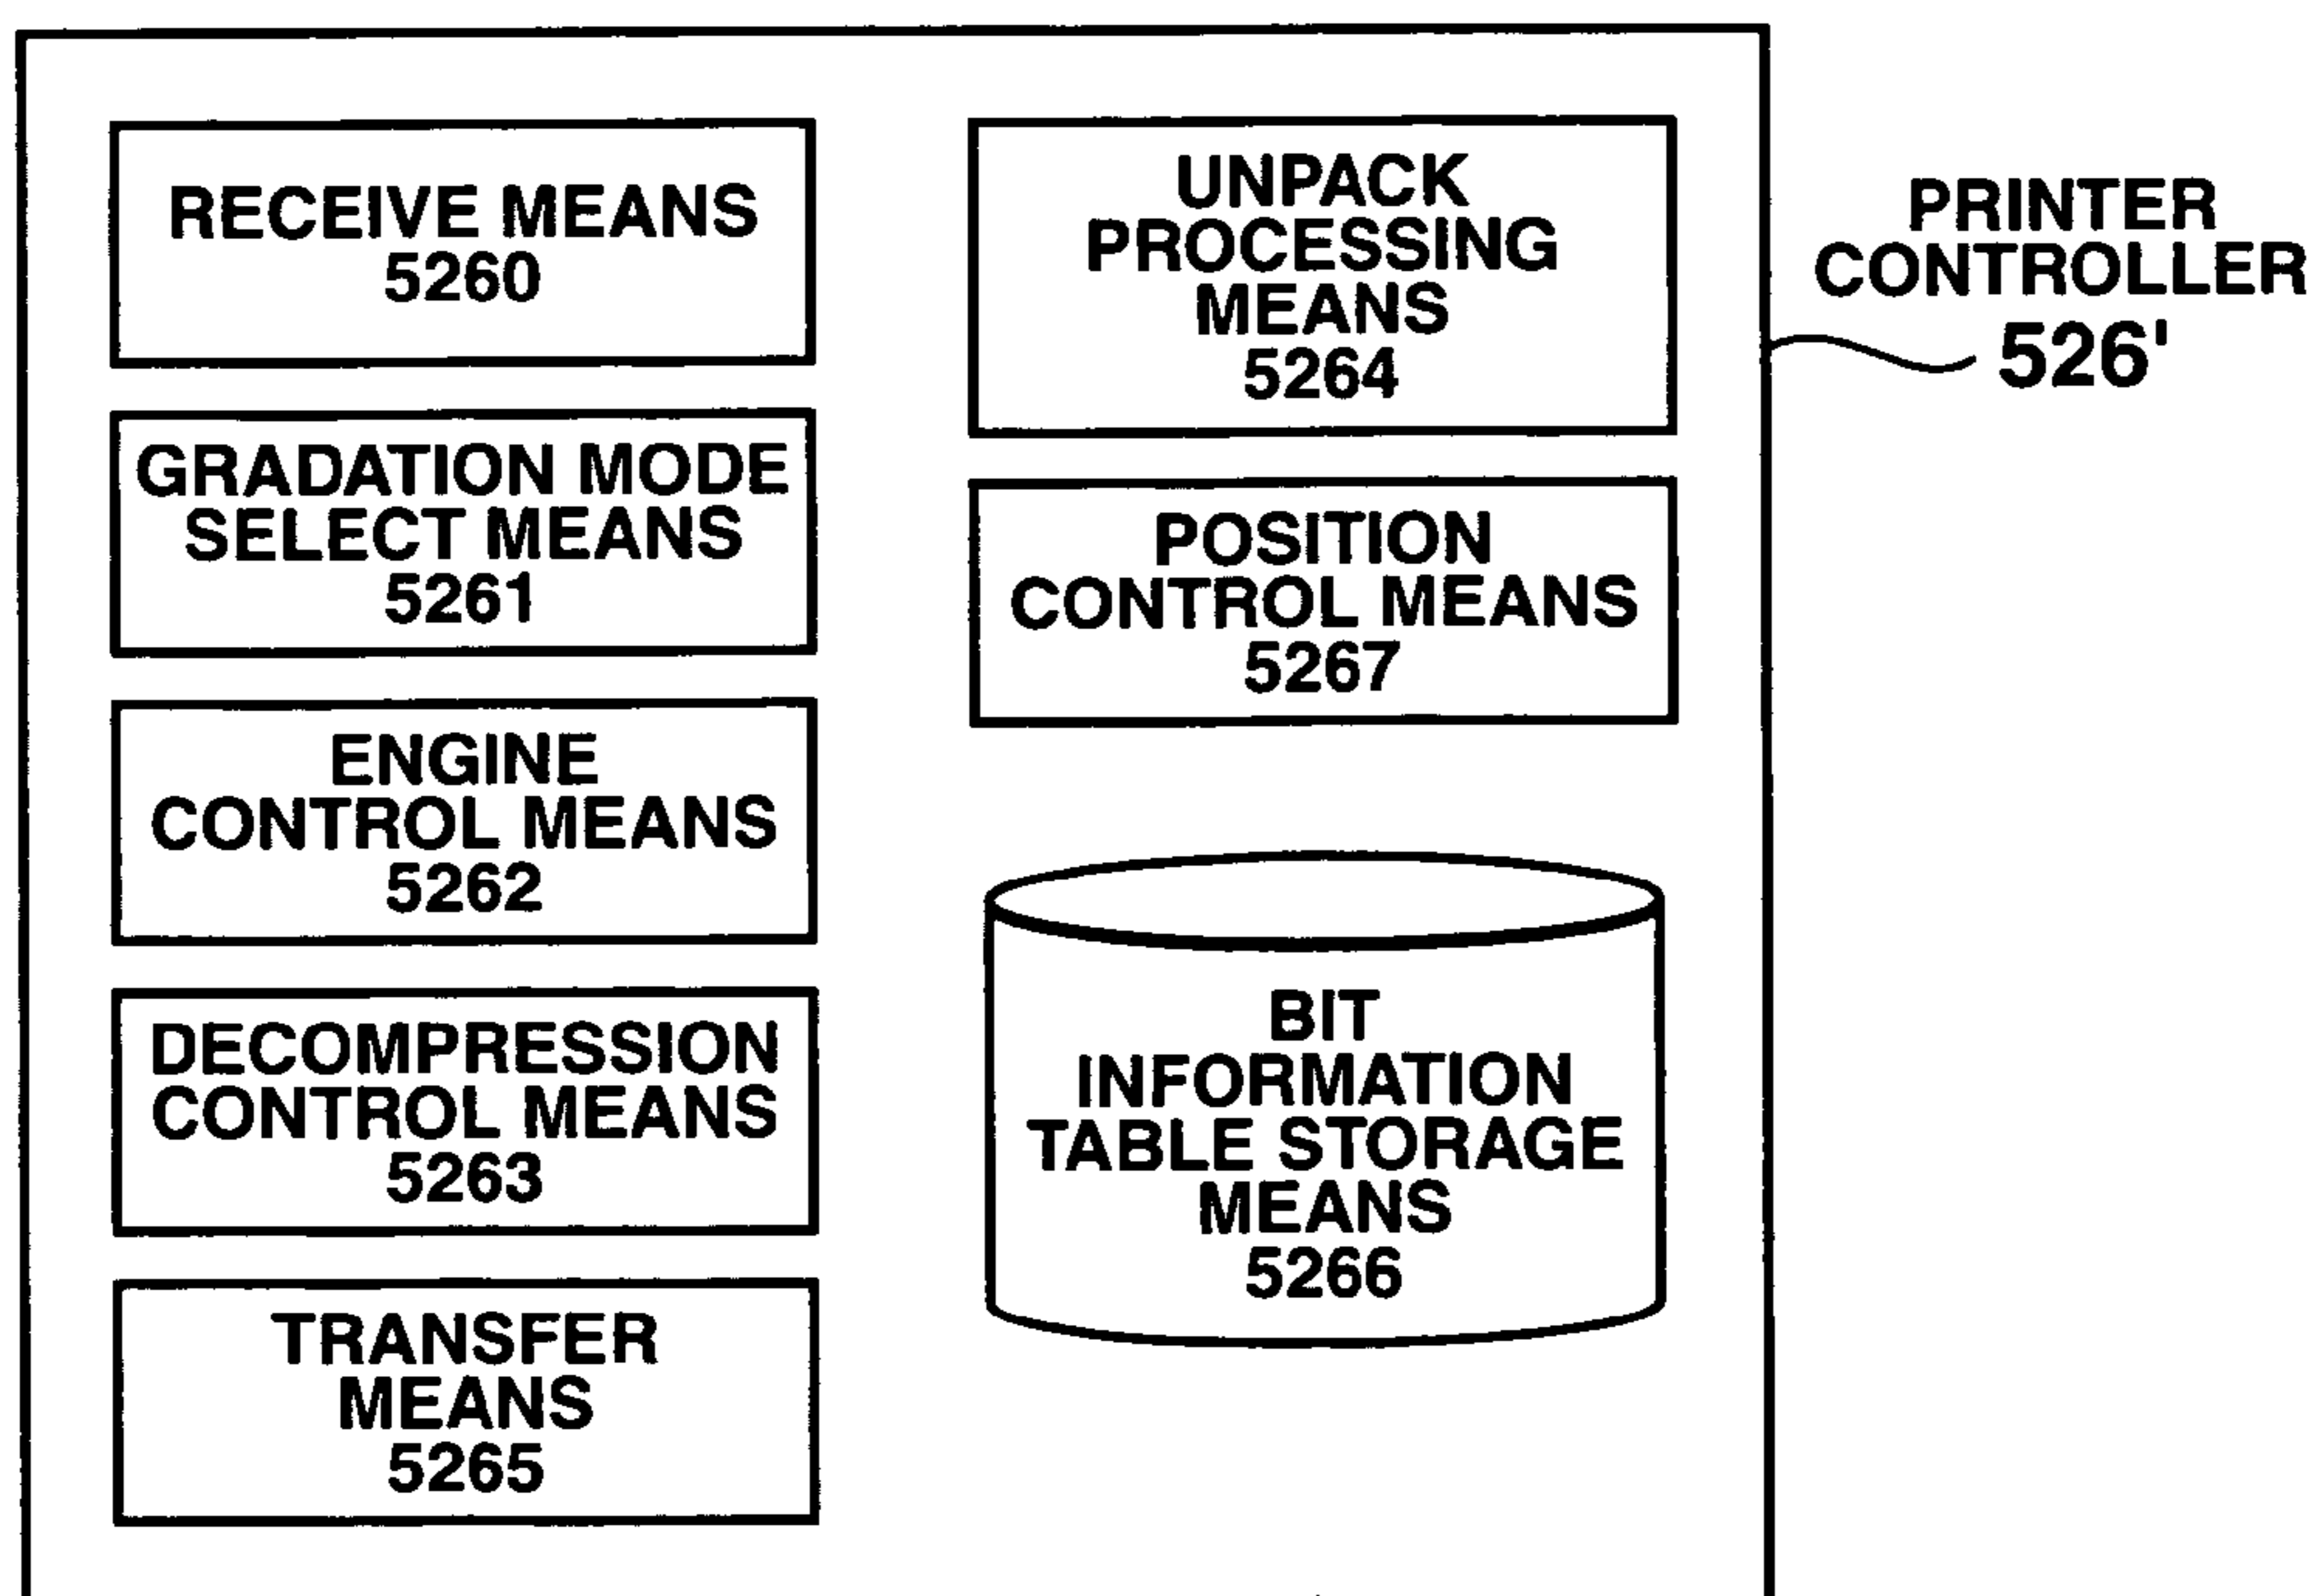 RECEIVE MEANS
5260
GRADATION MODE
SELECT MEANS
5261
ENGINE
CONTROL MEANS
5262
DECOMPRESSION
CONTROL MEANS
5263
TRANSFER
MEANS
5265
UNPACK
PROCESSING
MEANS
5264
POSITION
CONTROL MEANS
5267
BIT
INFORMATION
TABLE STORAGE
MEANS
5266
PRINTER
CONTROLLER
526'